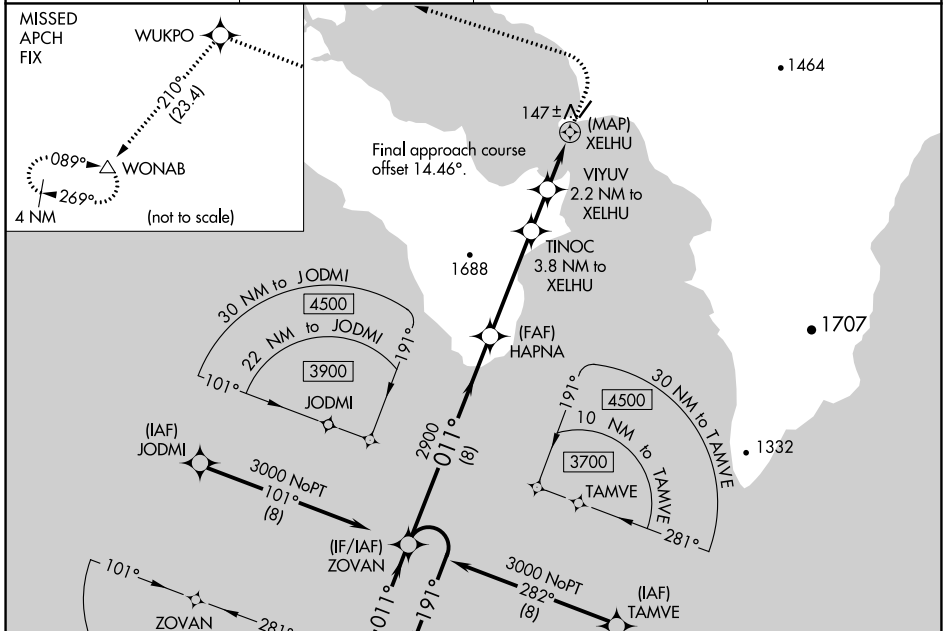 MISSED
APCH
FIX
WUKPO
210°
(23.4)
089°
WONAB
269°
4 NM
(not to scale)
1464
147±
(MAP)
XELHU
Final approach course
offset 14.46°.
VIYUV
2.2 NM to
XELHU
TINOC
3.8 NM to
XELHU
1688
(FAF)
HAPNA
1707
30 NM to JODMI
4500
22 NM to JODMI
191°
3900
101°
JODMI
30 NM to TAMVE
4500
191°
10 NM to TAMVE
3700
TAMVE
281°
1332
2900
011°
(8)
(IAF)
JODMI
3000 NoPT
101°
(8)
(IF/IAF)
ZOVAN
3000 NoPT
282°
(8)
(IAF)
TAMVE
011°
191°
101°
ZOVAN
281°